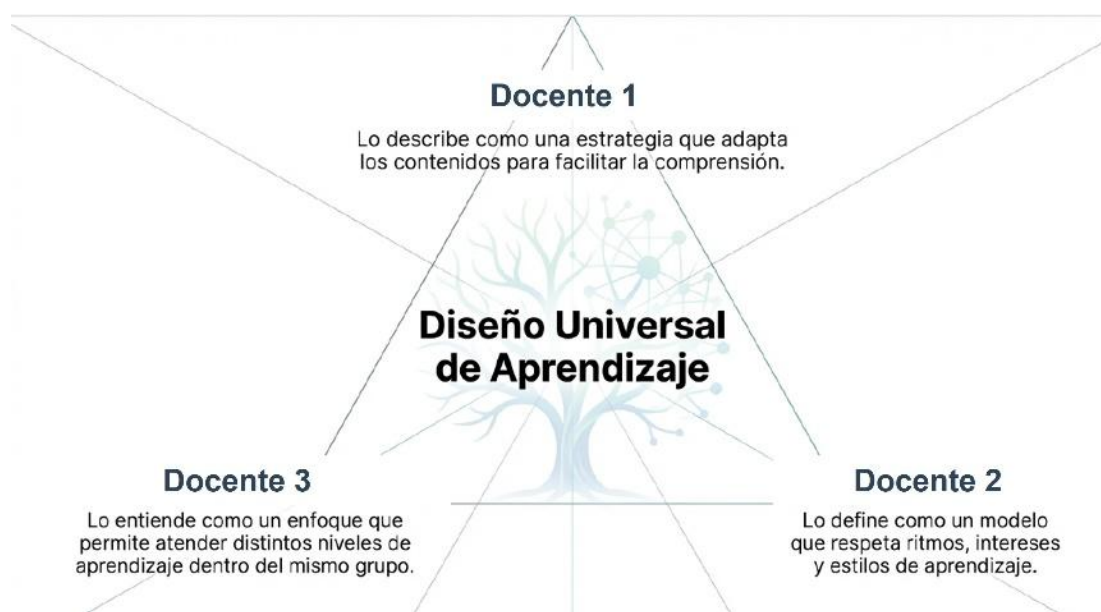 Docente 1
Lo describe como una estrategia que adapta
los contenidos para facilitar la comprensión.
Diseño Universal
de Aprendizaje
Docente 3
Lo entiende como un enfoque que
permite atender distintos niveles de
aprendizaje dentro del mismo grupo.
Docente 2
Lo define como un modelo
que respeta ritmos, intereses
y estilos de aprendizaje.